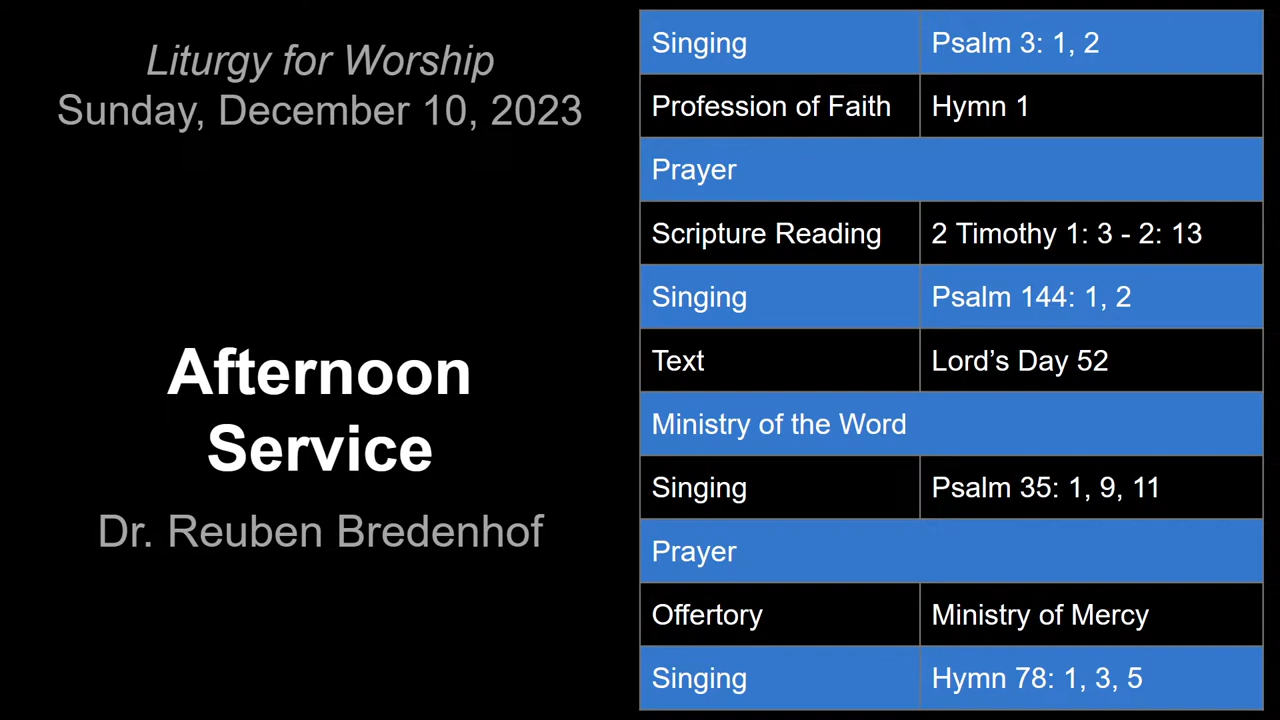 Liturgy for Worship
Sunday, December 10, 2023
Afternoon
Service
Dr. Reuben Bredenhof
Singing Psalm 3: 1, 2
Profession of Faith Hymn 1
Prayer
Scripture Reading 2 Timothy 1: 3 - 2: 13
Singing Psalm 144: 1, 2
Text Lord’s Day 52
Ministry of the Word
Singing Psalm 35: 1, 9, 11
Prayer
Offertory Ministry of Mercy
Singing Hymn 78: 1, 3, 5